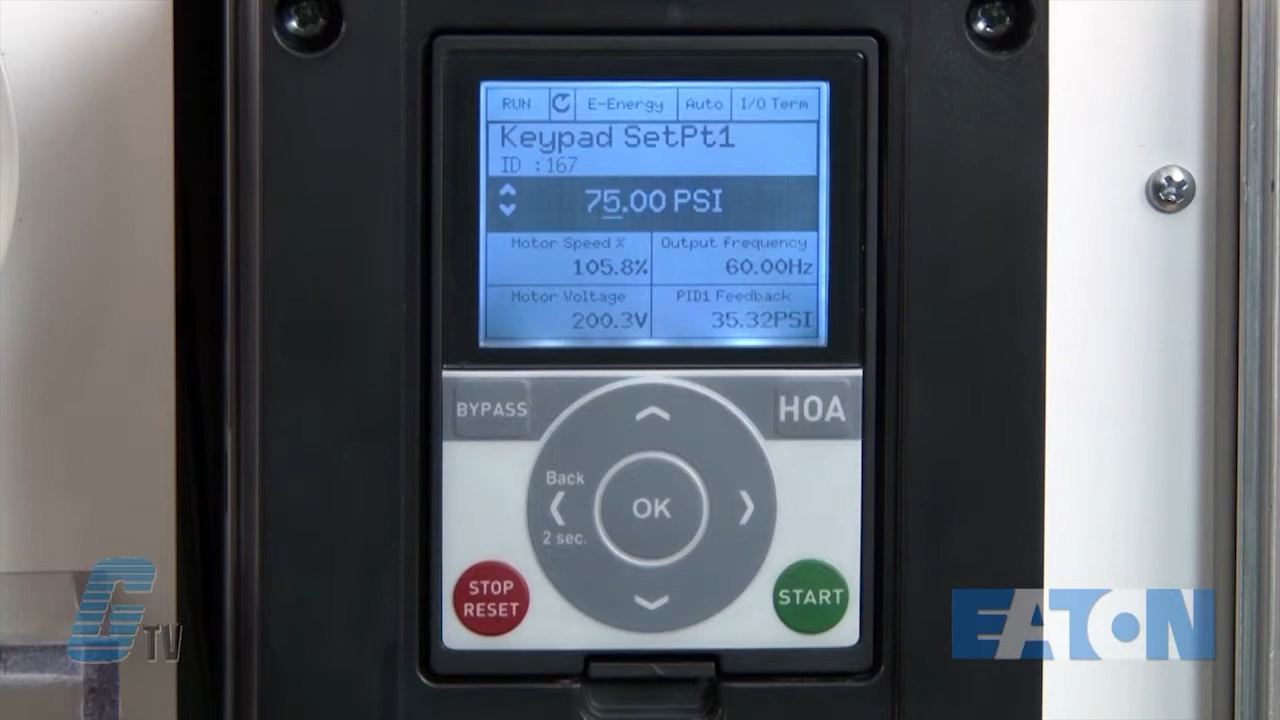 RUN E-Energy Auto I/O Term
Keypad SetPt1
ID :167
75.00 PSI
Motor Speed % Output frequency
105.8% 60.00Hz
Motor Voltage PID1 Feedback
200.3V 35.32PSI
BYPASS HOA
Back
OK
2 sec.
STOP RESET START
G TV
EATON